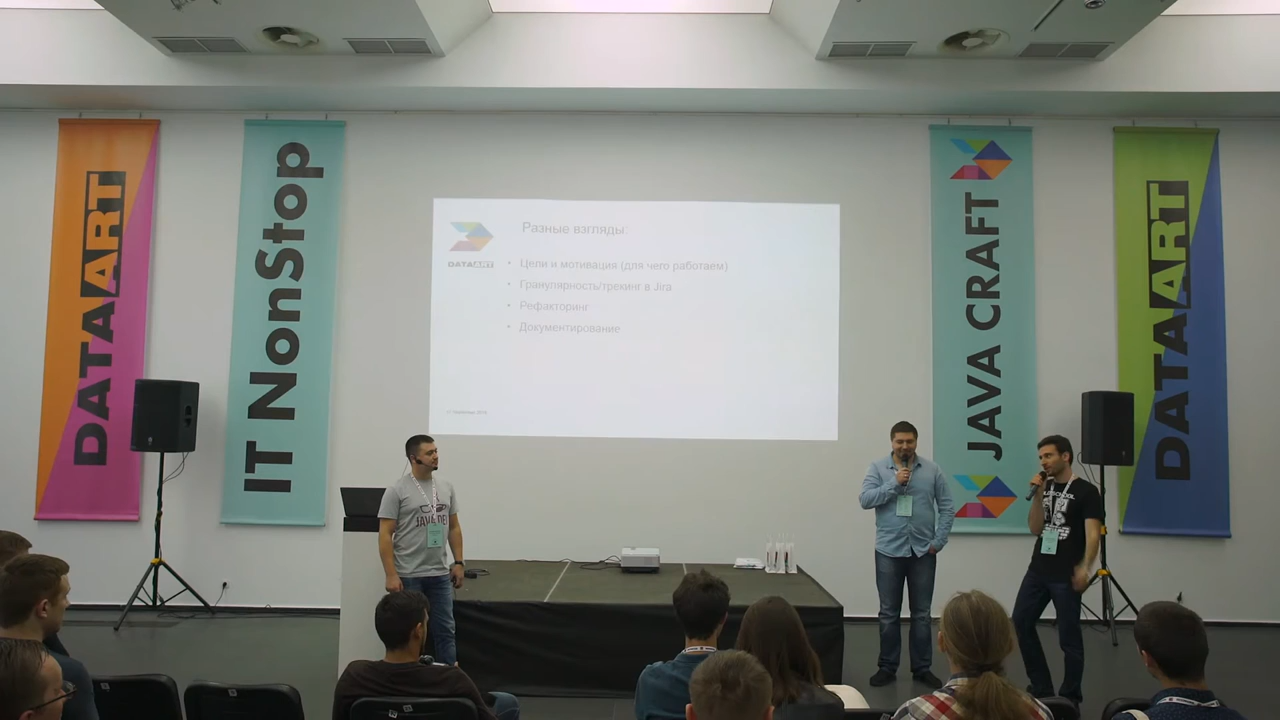 DATAART
IT NonStop
DATAART
Разные взгляды:
Цели и мотивация (для чего работаем)
Гранулярность/трекинг в Jira
Рефакторинг
Документирование
JAVA CRAFT
DATAART